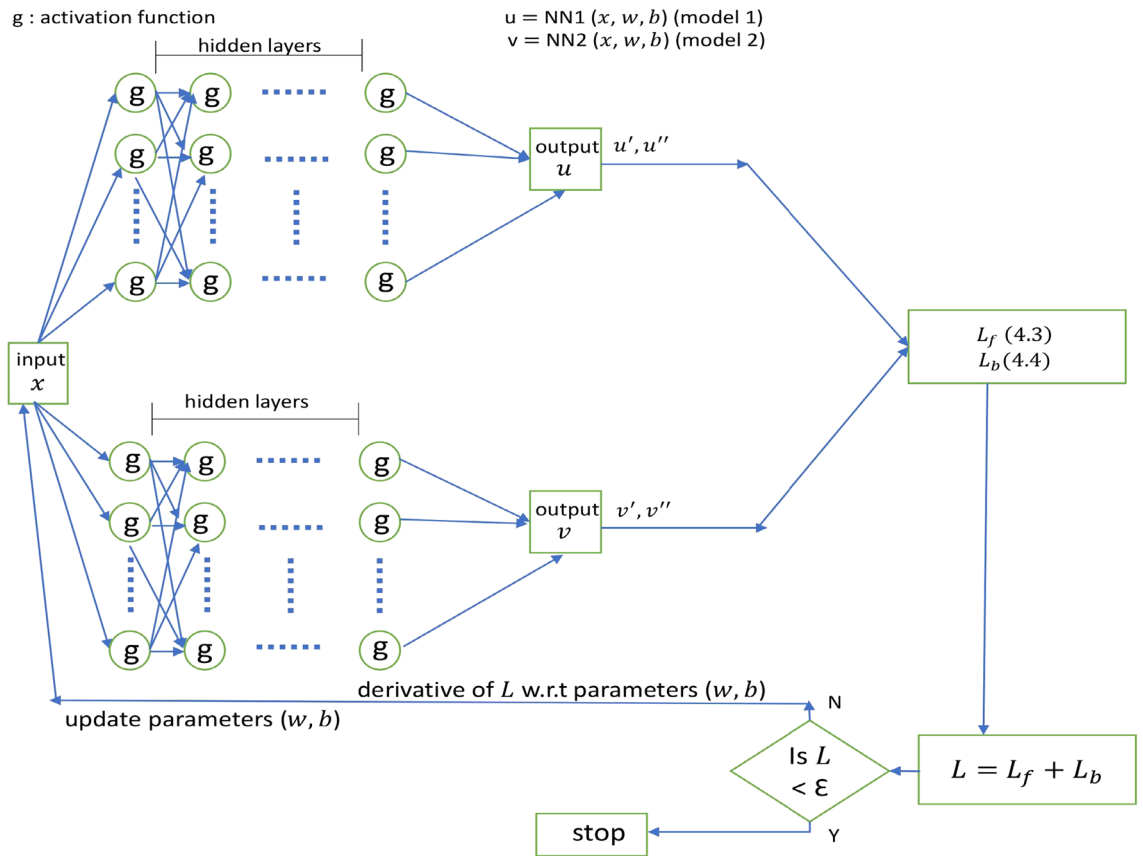 g : activation function
u = NN1 (x, w, b) (model 1)
v = NN2 (x, w, b) (model 2)
hidden layers
g g g
g g g
output
u
u′, u′′
g g g
L_f (4.3)
L_b(4.4)
input
x
hidden layers
g g g
g g g
output
v
v′, v′′
g g g
derivative of L w.r.t parameters (w, b)
N
update parameters (w, b)
Is L
< Ɛ
L = L_f + L_b
Y
stop